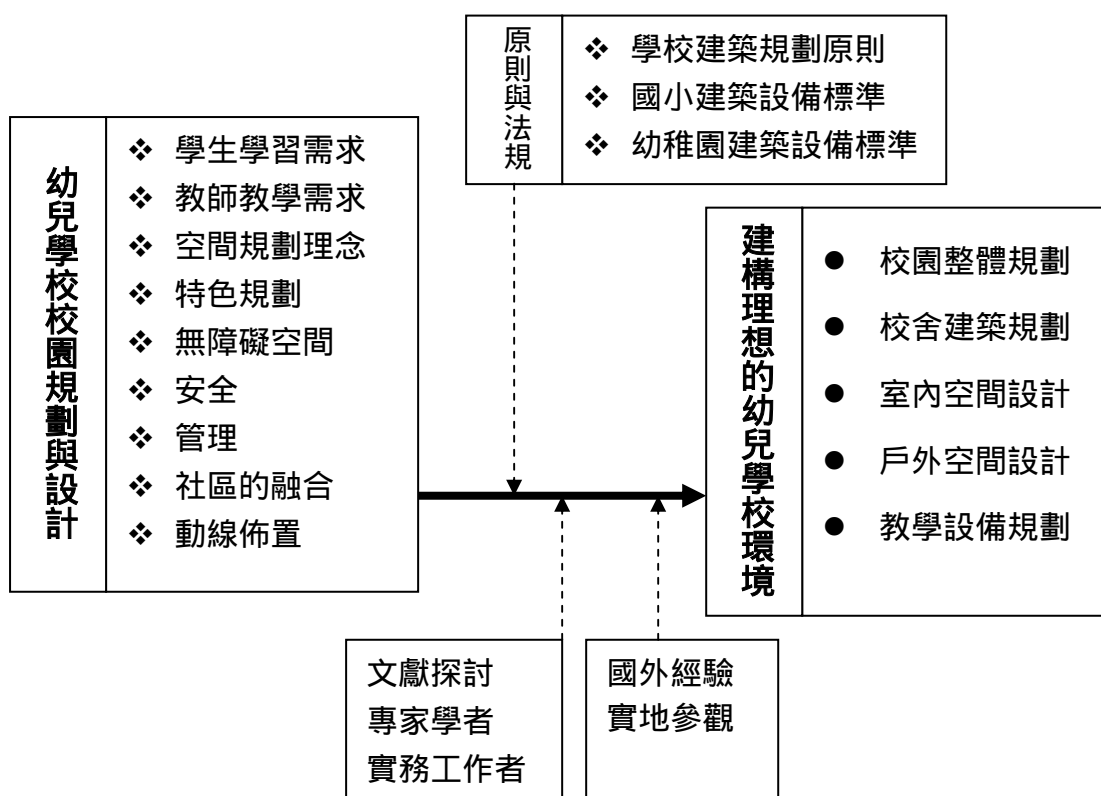 原則與法規
❖ 學校建築規劃原則
❖ 國小建築設備標準
❖ 幼稚園建築設備標準
幼兒學校校園規劃與設計
❖ 學生學習需求
❖ 教師教學需求
❖ 空間規劃理念
❖ 特色規劃
❖ 無障礙空間
❖ 安全
❖ 管理
❖ 社區的融合
❖ 動線佈置
建構理想的幼兒學校環境
● 校園整體規劃
● 校舍建築規劃
● 室內空間設計
● 戶外空間設計
● 教學設備規劃
文獻探討
專家學者
實務工作者
國外經驗
實地參觀